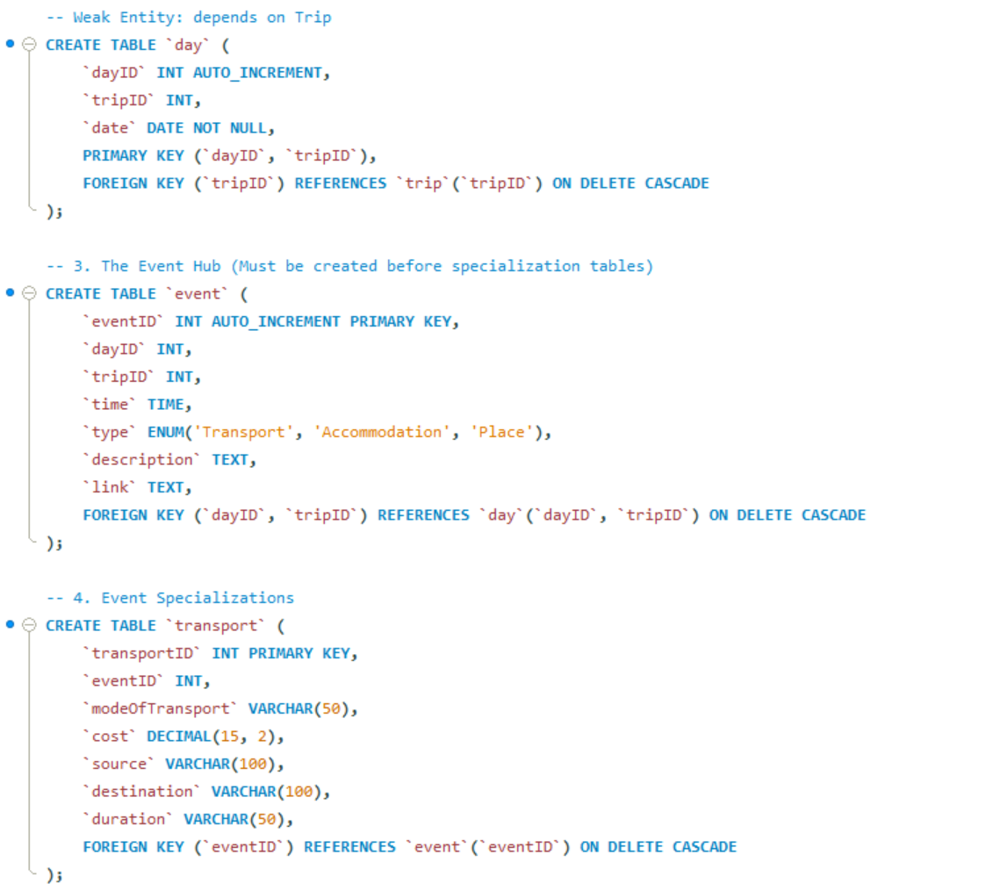 -- Weak Entity: depends on Trip
CREATE TABLE `day` (
`dayID` INT AUTO_INCREMENT,
`tripID` INT,
`date` DATE NOT NULL,
PRIMARY KEY (`dayID`, `tripID`),
FOREIGN KEY (`tripID`) REFERENCES `trip`(`tripID`) ON DELETE CASCADE
);
-- 3. The Event Hub (Must be created before specialization tables)
CREATE TABLE `event` (
`eventID` INT AUTO_INCREMENT PRIMARY KEY,
`dayID` INT,
`tripID` INT,
`time` TIME,
`type` ENUM('Transport', 'Accommodation', 'Place'),
`description` TEXT,
`link` TEXT,
FOREIGN KEY (`dayID`, `tripID`) REFERENCES `day`(`dayID`, `tripID`) ON DELETE CASCADE
);
-- 4. Event Specializations
CREATE TABLE `transport` (
`transportID` INT PRIMARY KEY,
`eventID` INT,
`modeOfTransport` VARCHAR(50),
`cost` DECIMAL(15, 2),
`source` VARCHAR(100),
`destination` VARCHAR(100),
`duration` VARCHAR(50),
FOREIGN KEY (`eventID`) REFERENCES `event`(`eventID`) ON DELETE CASCADE
);